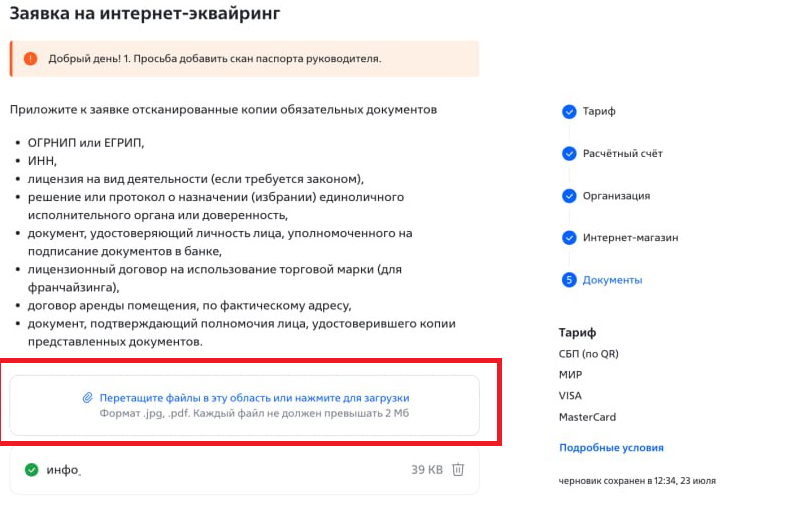 Заявка на интернет-эквайринг
Добрый день! 1. Просьба добавить скан паспорта руководителя.
Приложите к заявке отсканированные копии обязательных документов
• ОГРНИП или ЕГРИП,
• ИНН,
• лицензия на вид деятельности (если требуется законом),
• решение или протокол о назначении (избрании) единоличного
исполнительного органа или доверенность,
• документ, удостоверяющий личность лица, уполномоченного на
подписание документов в банке,
• лицензионный договор на использование торговой марки (для
франчайзинга),
• договор аренды помещения, по фактическому адресу,
• документ, подтверждающий полномочия лица, удостоверившего копии
представленных документов.
Перетащите файлы в эту область или нажмите для загрузки
Формат .jpg, .pdf. Каждый файл не должен превышать 2 Мб
инфо_ 39 KB
Тариф
Расчётный счёт
Организация
Интернет-магазин
5 Документы
Тариф
СБП (по QR)
МИР
VISA
MasterCard
Подробные условия
черновик сохранен в 12:34, 23 июля